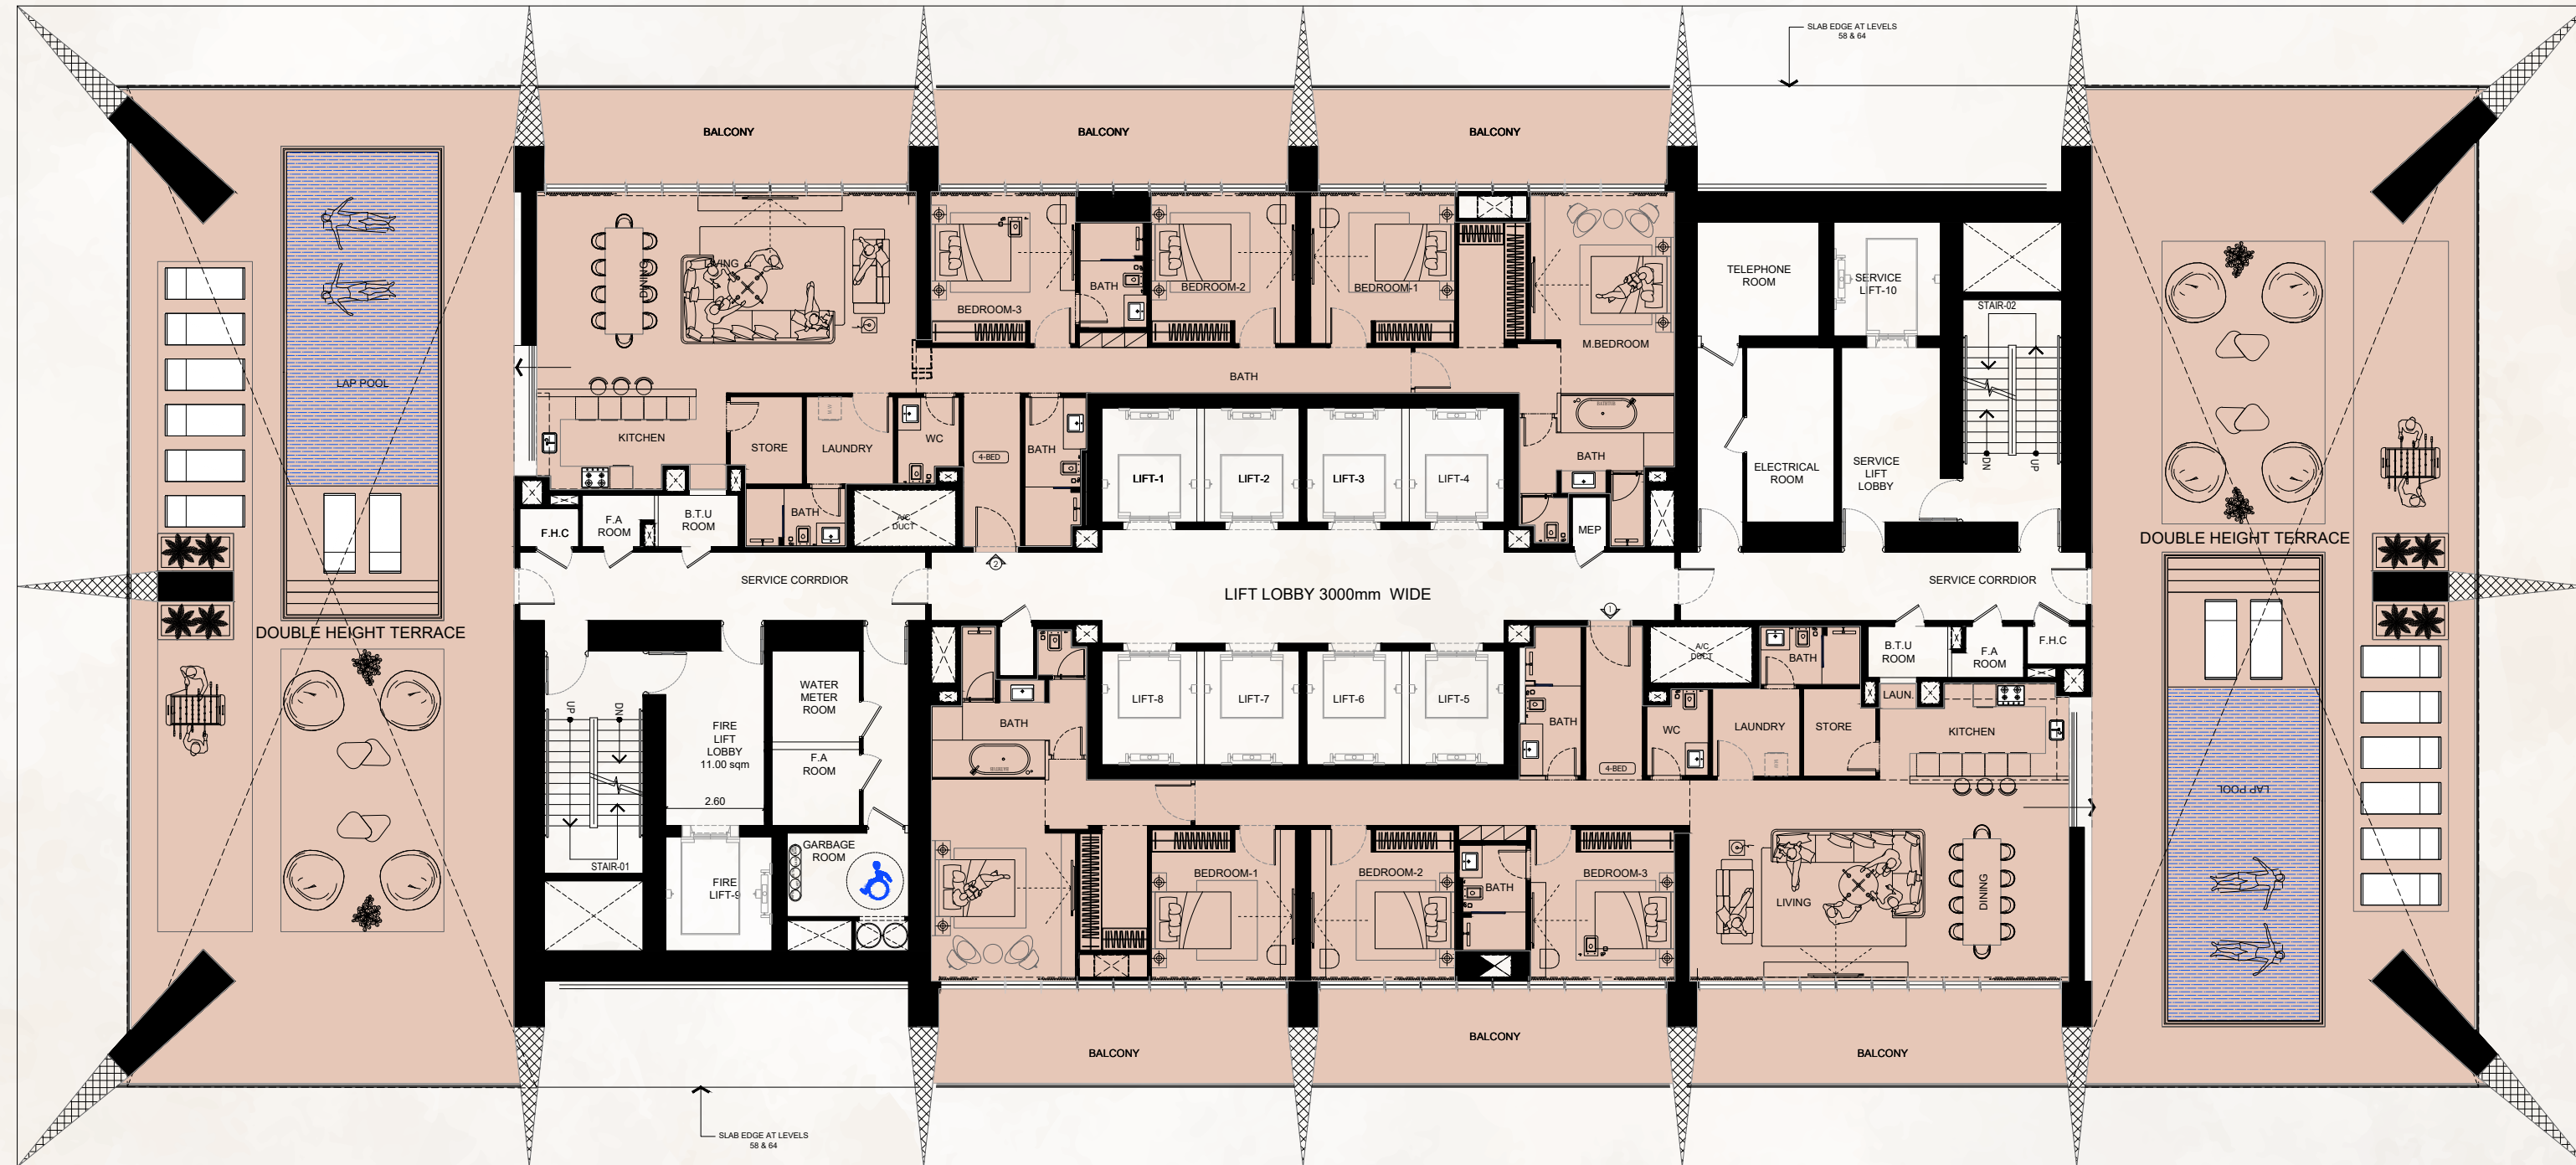 SLAB EDGE AT LEVELS
58 & 64
BALCONY
BALCONY
BALCONY
LIVING
DINING
BEDROOM-3
BATH
BEDROOM-2
BEDROOM-1
M.BEDROOM
TELEPHONE
ROOM
SERVICE
LIFT-10
STAIR-02
LAP POOL
BATH
KITCHEN
STORE
LAUNDRY
WC
4-BED
BATH
LIFT-1
LIFT-2
LIFT-3
LIFT-4
BATH
ELECTRICAL
ROOM
SERVICE
LIFT
LOBBY
DN
UP
F.H.C
F.A
ROOM
B.T.U
ROOM
BATH
A/C
DUCT
MEP
DOUBLE HEIGHT TERRACE
2
SERVICE CORRDIOR
LIFT LOBBY 3000mm WIDE
1
SERVICE CORRDIOR
DOUBLE HEIGHT TERRACE
UP
DN
FIRE
LIFT
LOBBY
11.00 sqm
2.60
WATER
METER
ROOM
F.A
ROOM
BATH
LIFT-8
LIFT-7
LIFT-6
LIFT-5
BATH
4-BED
WC
A/C
DUCT
BATH
LAUNDRY
STORE
B.T.U
ROOM
F.A
ROOM
F.H.C
LAUN.
KITCHEN
LAP POOL
STAIR-01
FIRE
LIFT-9
GARBAGE
ROOM
BEDROOM-1
BEDROOM-2
BATH
BEDROOM-3
LIVING
DINING
BALCONY
BALCONY
BALCONY
SLAB EDGE AT LEVELS
58 & 64